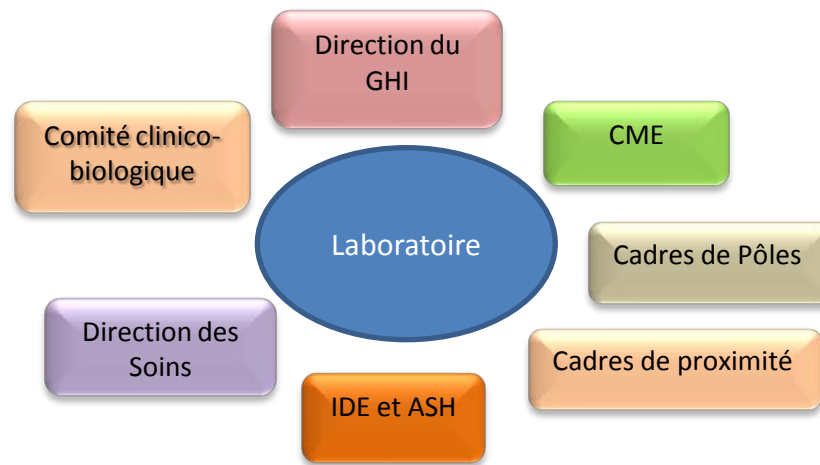 Direction du
GHI
Comité clinico-
biologique
CME
Laboratoire
Cadres de Pôles
Direction des
Soins
Cadres de proximité
IDE et ASH